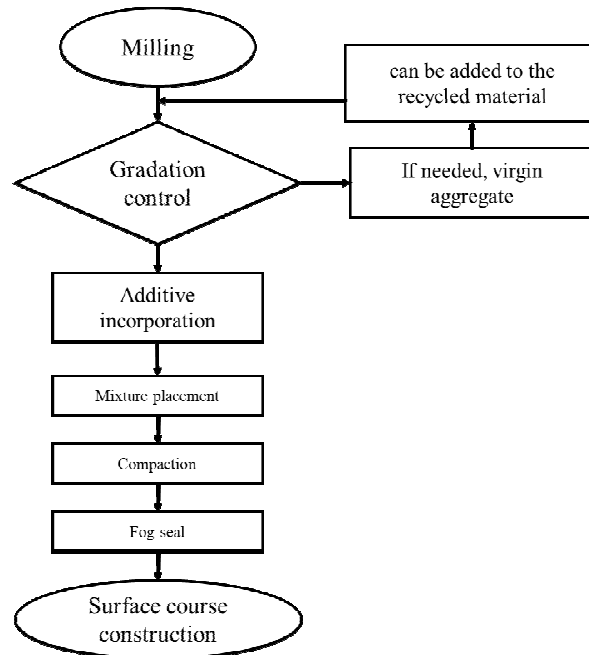 Milling
can be added to the
recycled material
Gradation
control
If needed, virgin
aggregate
Additive
incorporation
Mixture placement
Compaction
Fog seal
Surface course
construction